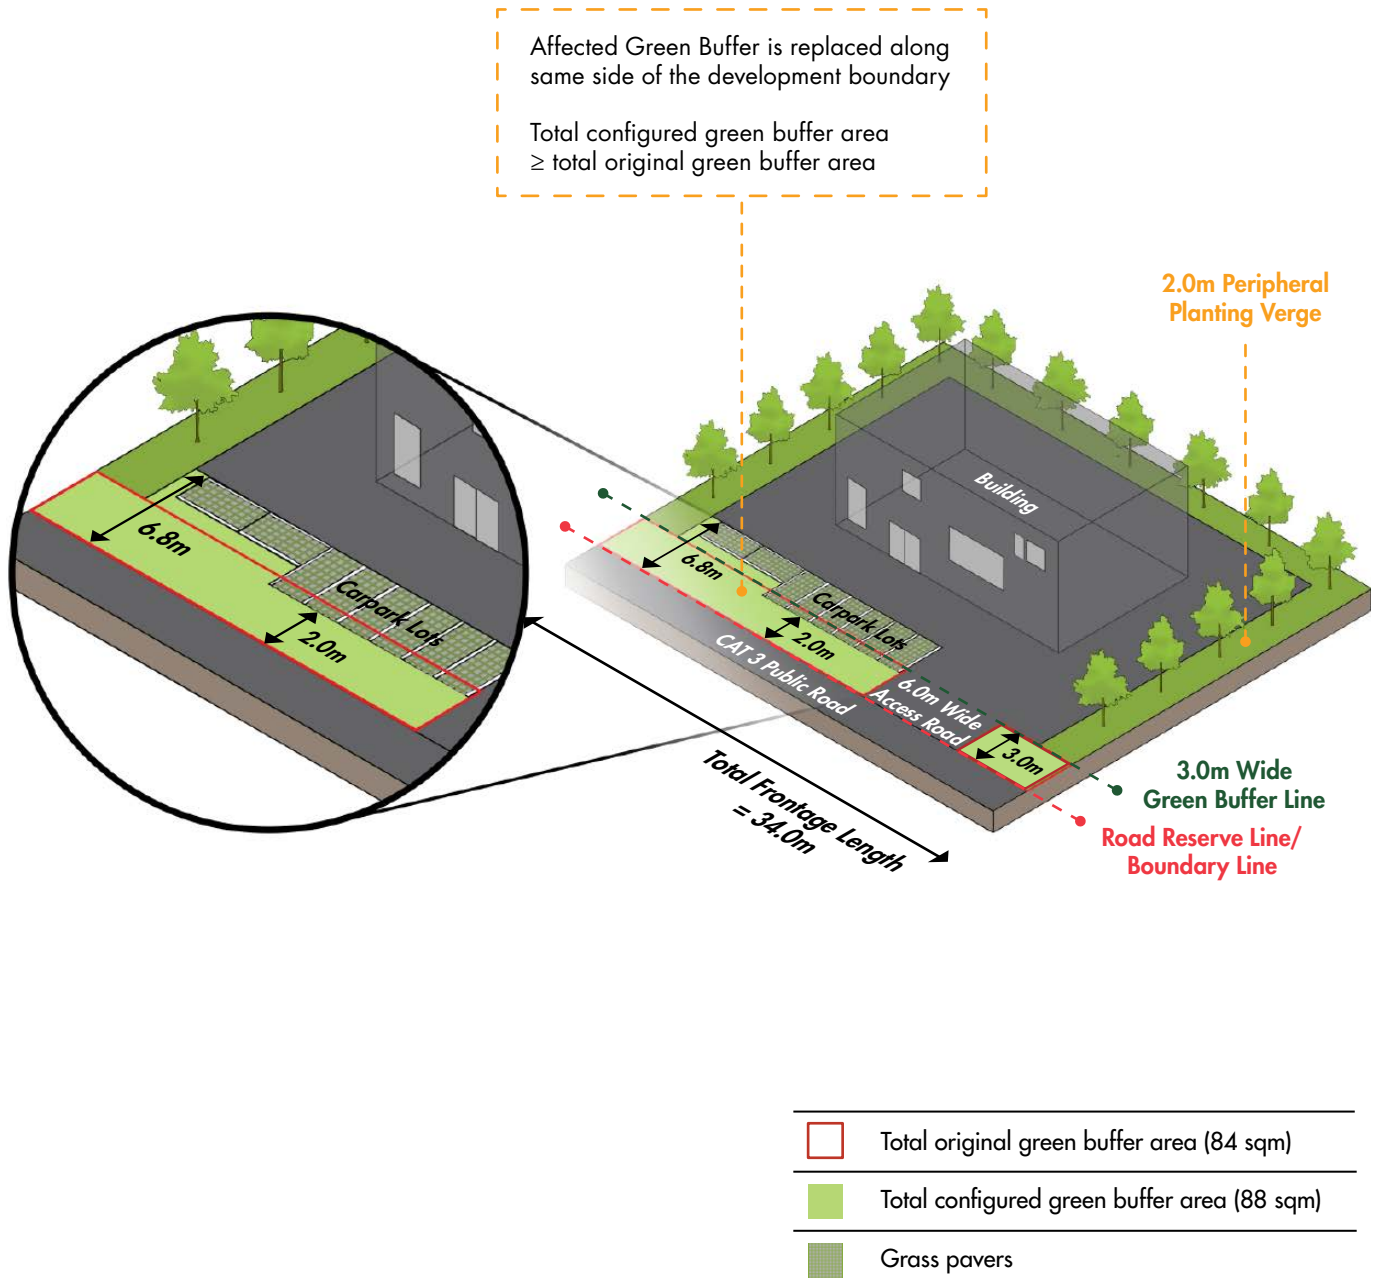 Affected Green Buffer is replaced along
same side of the development boundary
Total configured green buffer area
≥ total original green buffer area
2.0m Peripheral
Planting Verge
6.8m
Carpark Lots
2.0m
Building
6.8m
Carpark Lots
2.0m
CAT 3 Public Road
6.0m Wide
Access Road
3.0m
Total Frontage Length
= 34.0m
3.0m Wide
Green Buffer Line
Road Reserve Line/
Boundary Line
Total original green buffer area (84 sqm)
Total configured green buffer area (88 sqm)
Grass pavers